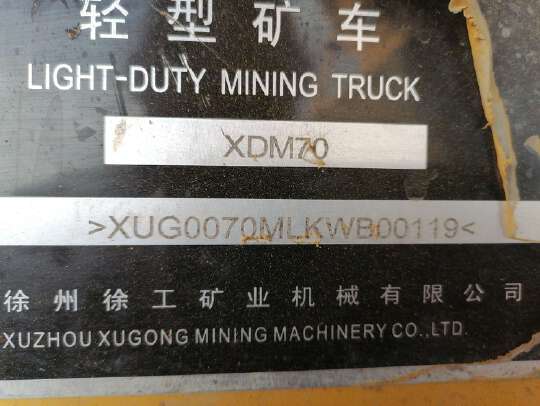 轻型矿车
LIGHT-DUTY MINING TRUCK
XDM70
>XUG0070MLKWB00119<
徐州徐工矿业机械有限公司
XUZHOU XUGONG MINING MACHINERY CO.,LTD.